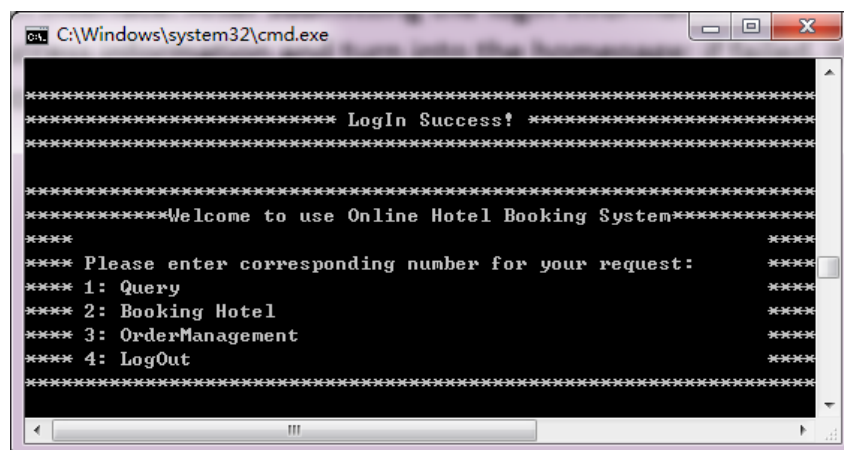 C:\Windows\system32\cmd.exe
*******************************************************************
************************** LogIn Success! ************************
*******************************************************************
*******************************************************************
************Welcome to use Online Hotel Booking System************
**** ****
**** Please enter corresponding number for your request: ****
**** 1: Query ****
**** 2: Booking Hotel ****
**** 3: OrderManagement ****
**** 4: LogOut ****
*******************************************************************